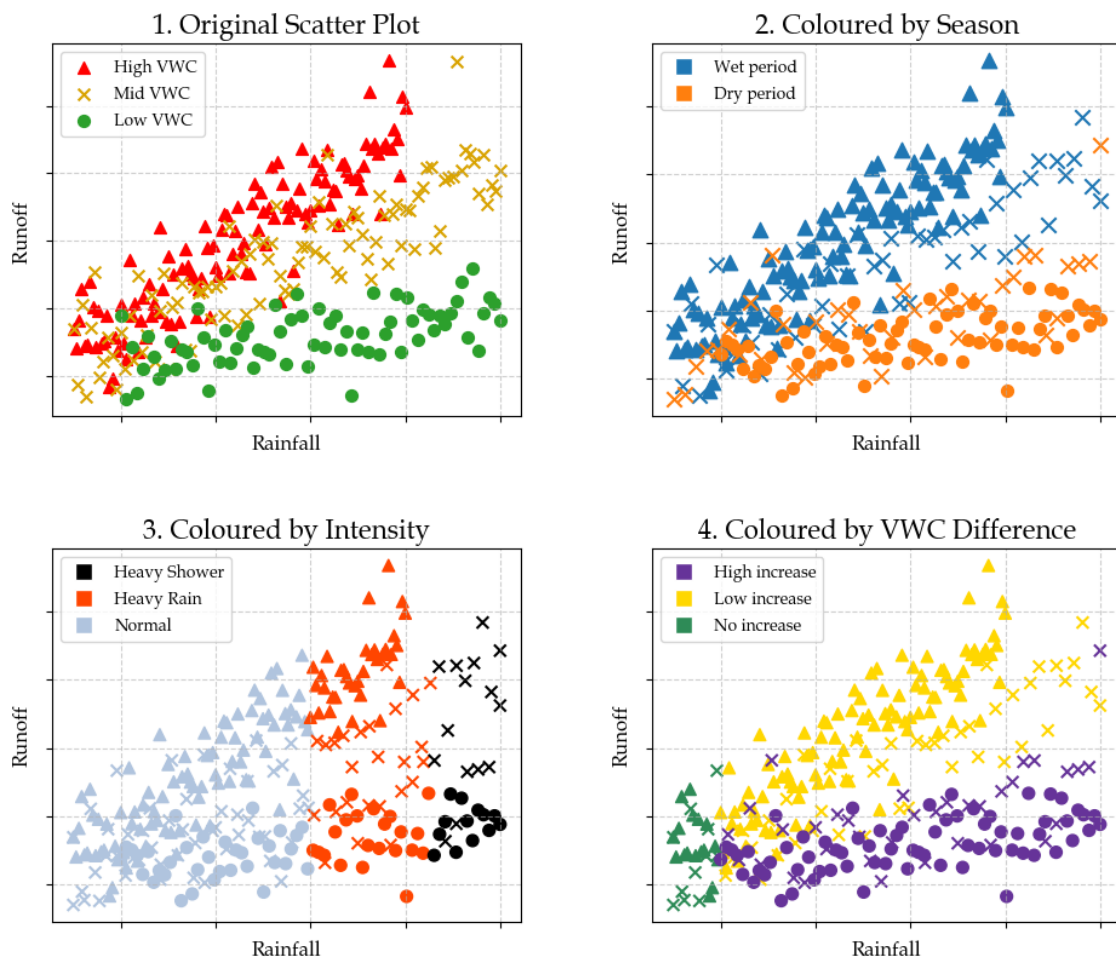 1. Original Scatter Plot
High VWC
Mid VWC
Low VWC
Runoff
Rainfall
2. Coloured by Season
Wet period
Dry period
Runoff
Rainfall
3. Coloured by Intensity
Heavy Shower
Heavy Rain
Normal
Runoff
Rainfall
4. Coloured by VWC Difference
High increase
Low increase
No increase
Runoff
Rainfall